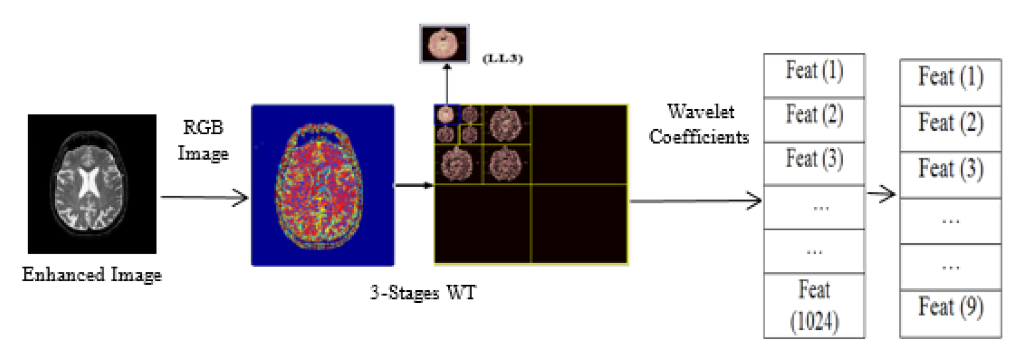 (LL3)
RGB
Image
Enhanced Image
3-Stages WT
Wavelet
Coefficients
Feat (1)
Feat (2)
Feat (3)
...
...
Feat
(1024)
Feat (1)
Feat (2)
Feat (3)
...
...
Feat (9)